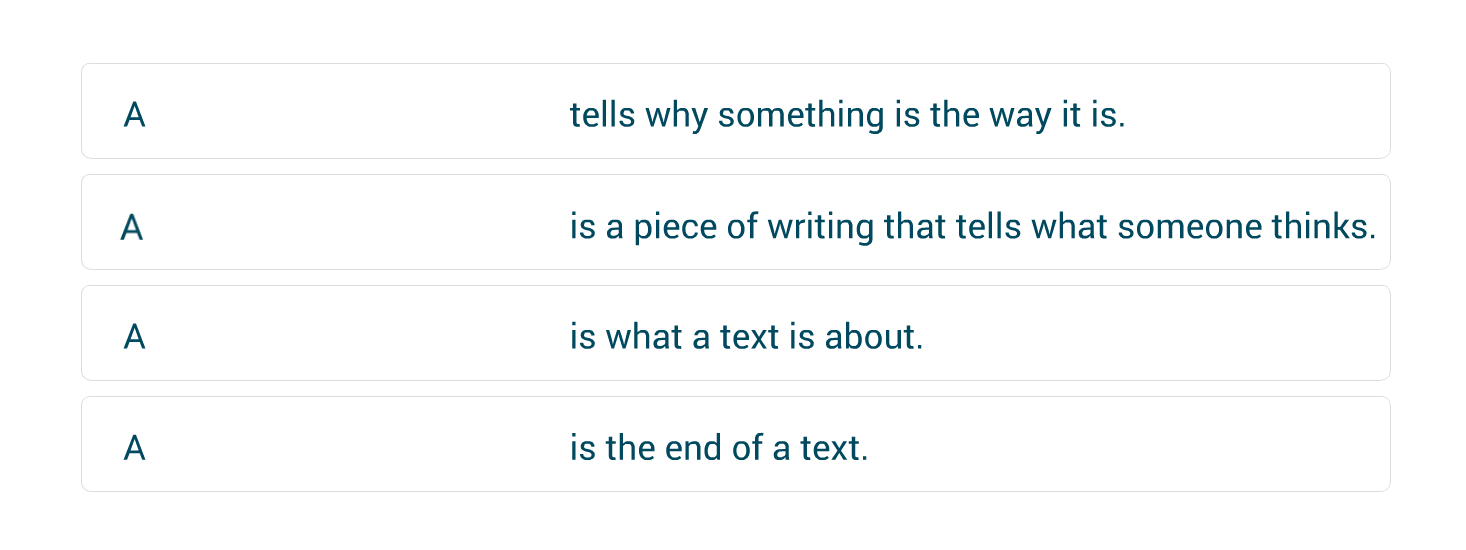 A tells why something is the way it is.
A is a piece of writing that tells what someone thinks.
A is what a text is about.
A is the end of a text.